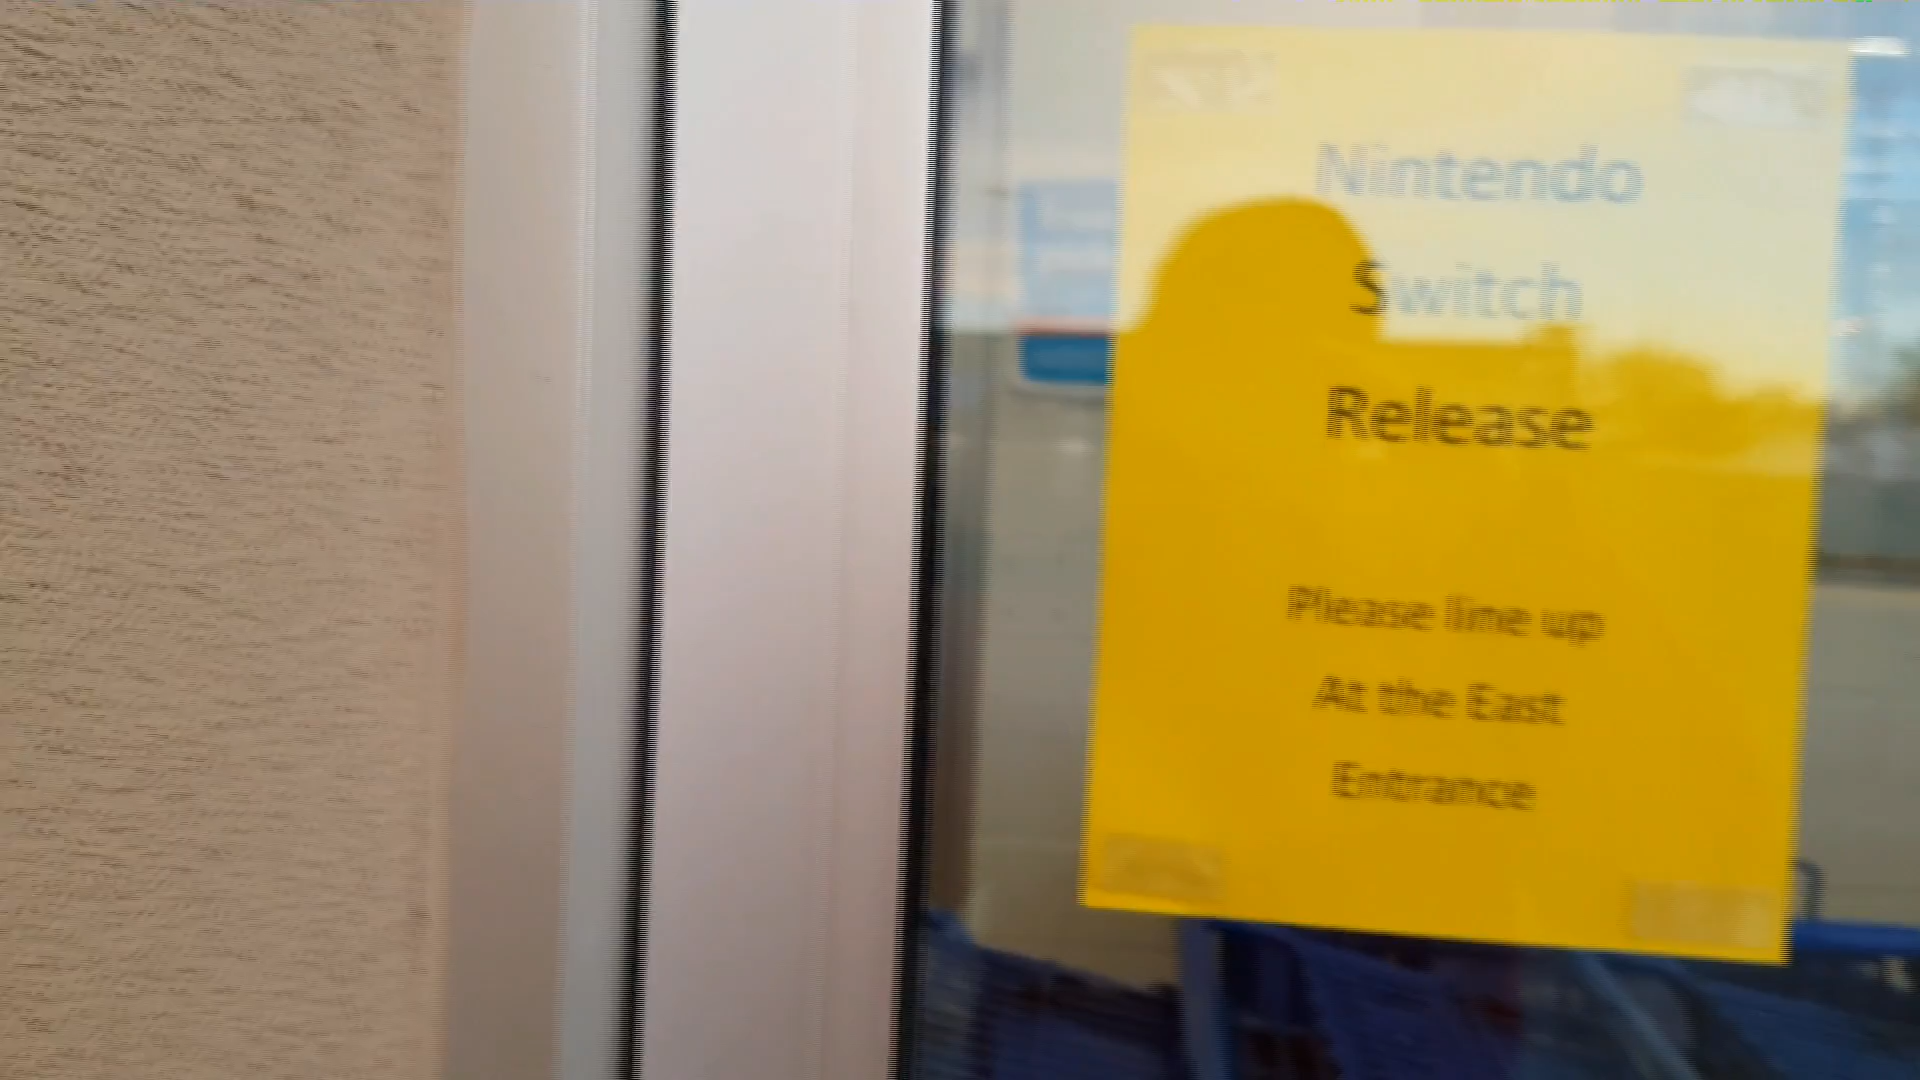 Nintendo
Switch
Release
Please line up
At the East
Entrance